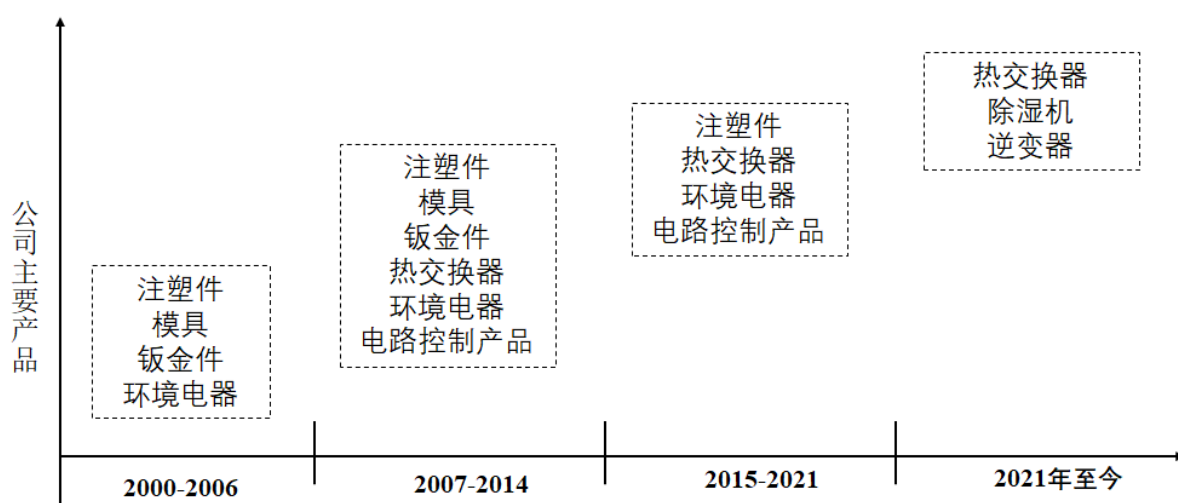 公司主要产品
注塑件
模具
钣金件
环境电器
注塑件
模具
钣金件
热交换器
环境电器
电路控制产品
注塑件
热交换器
环境电器
电路控制产品
热交换器
除湿机
逆变器
2000-2006
2007-2014
2015-2021
2021年至今